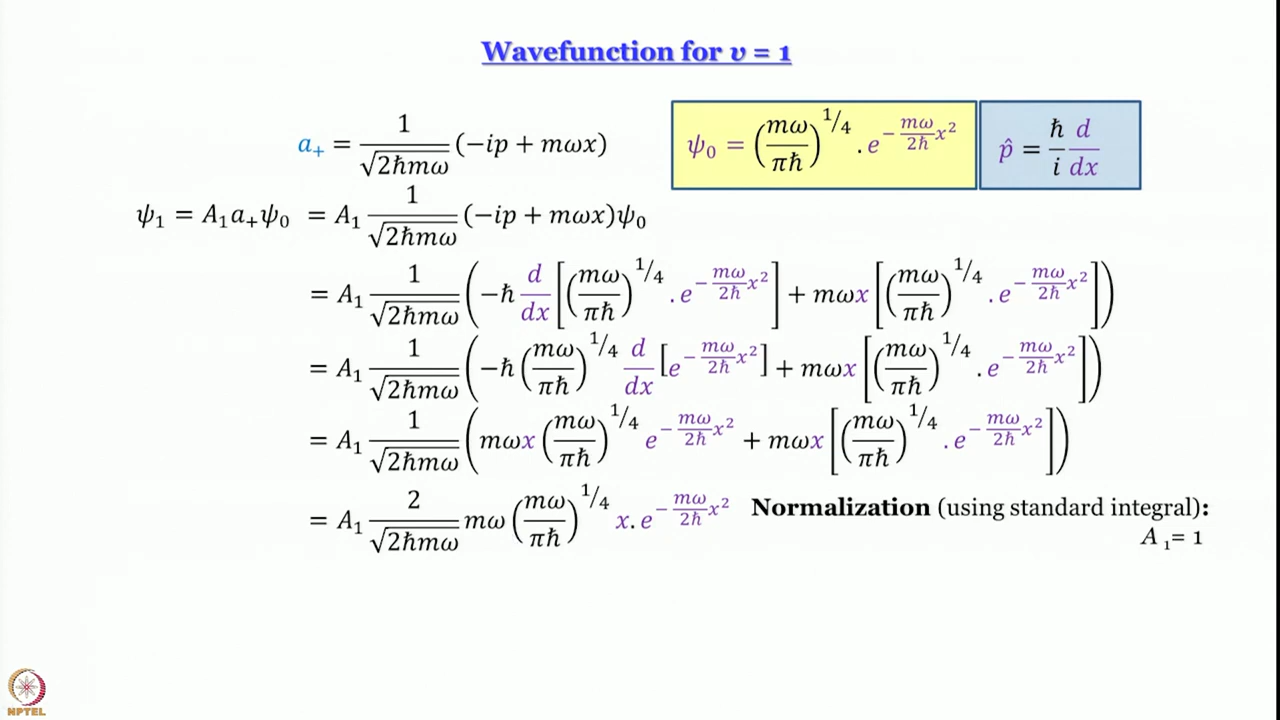 Wavefunction for v = 1
a₊ = 1/√(2ħmω) (−ip + mωx)
ψ₀ = (mω/πħ)^(1/4) . e^(−(mω/2ħ)x²)
p̂ = (ħ/i) (d/dx)
ψ₁ = A₁a₊ψ₀ = A₁ 1/√(2ħmω) (−ip + mωx)ψ₀
= A₁ 1/√(2ħmω) (−ħ d/dx [(mω/πħ)^(1/4) . e^(−(mω/2ħ)x²)] + mωx [(mω/πħ)^(1/4) . e^(−(mω/2ħ)x²)])
= A₁ 1/√(2ħmω) (−ħ (mω/πħ)^(1/4) d/dx [e^(−(mω/2ħ)x²)] + mωx [(mω/πħ)^(1/4) . e^(−(mω/2ħ)x²)])
= A₁ 1/√(2ħmω) (mωx (mω/πħ)^(1/4) e^(−(mω/2ħ)x²) + mωx [(mω/πħ)^(1/4) . e^(−(mω/2ħ)x²)])
= A₁ 2/√(2ħmω) mω (mω/πħ)^(1/4) x. e^(−(mω/2ħ)x²)
Normalization (using standard integral):
A ₁= 1
NPTEL